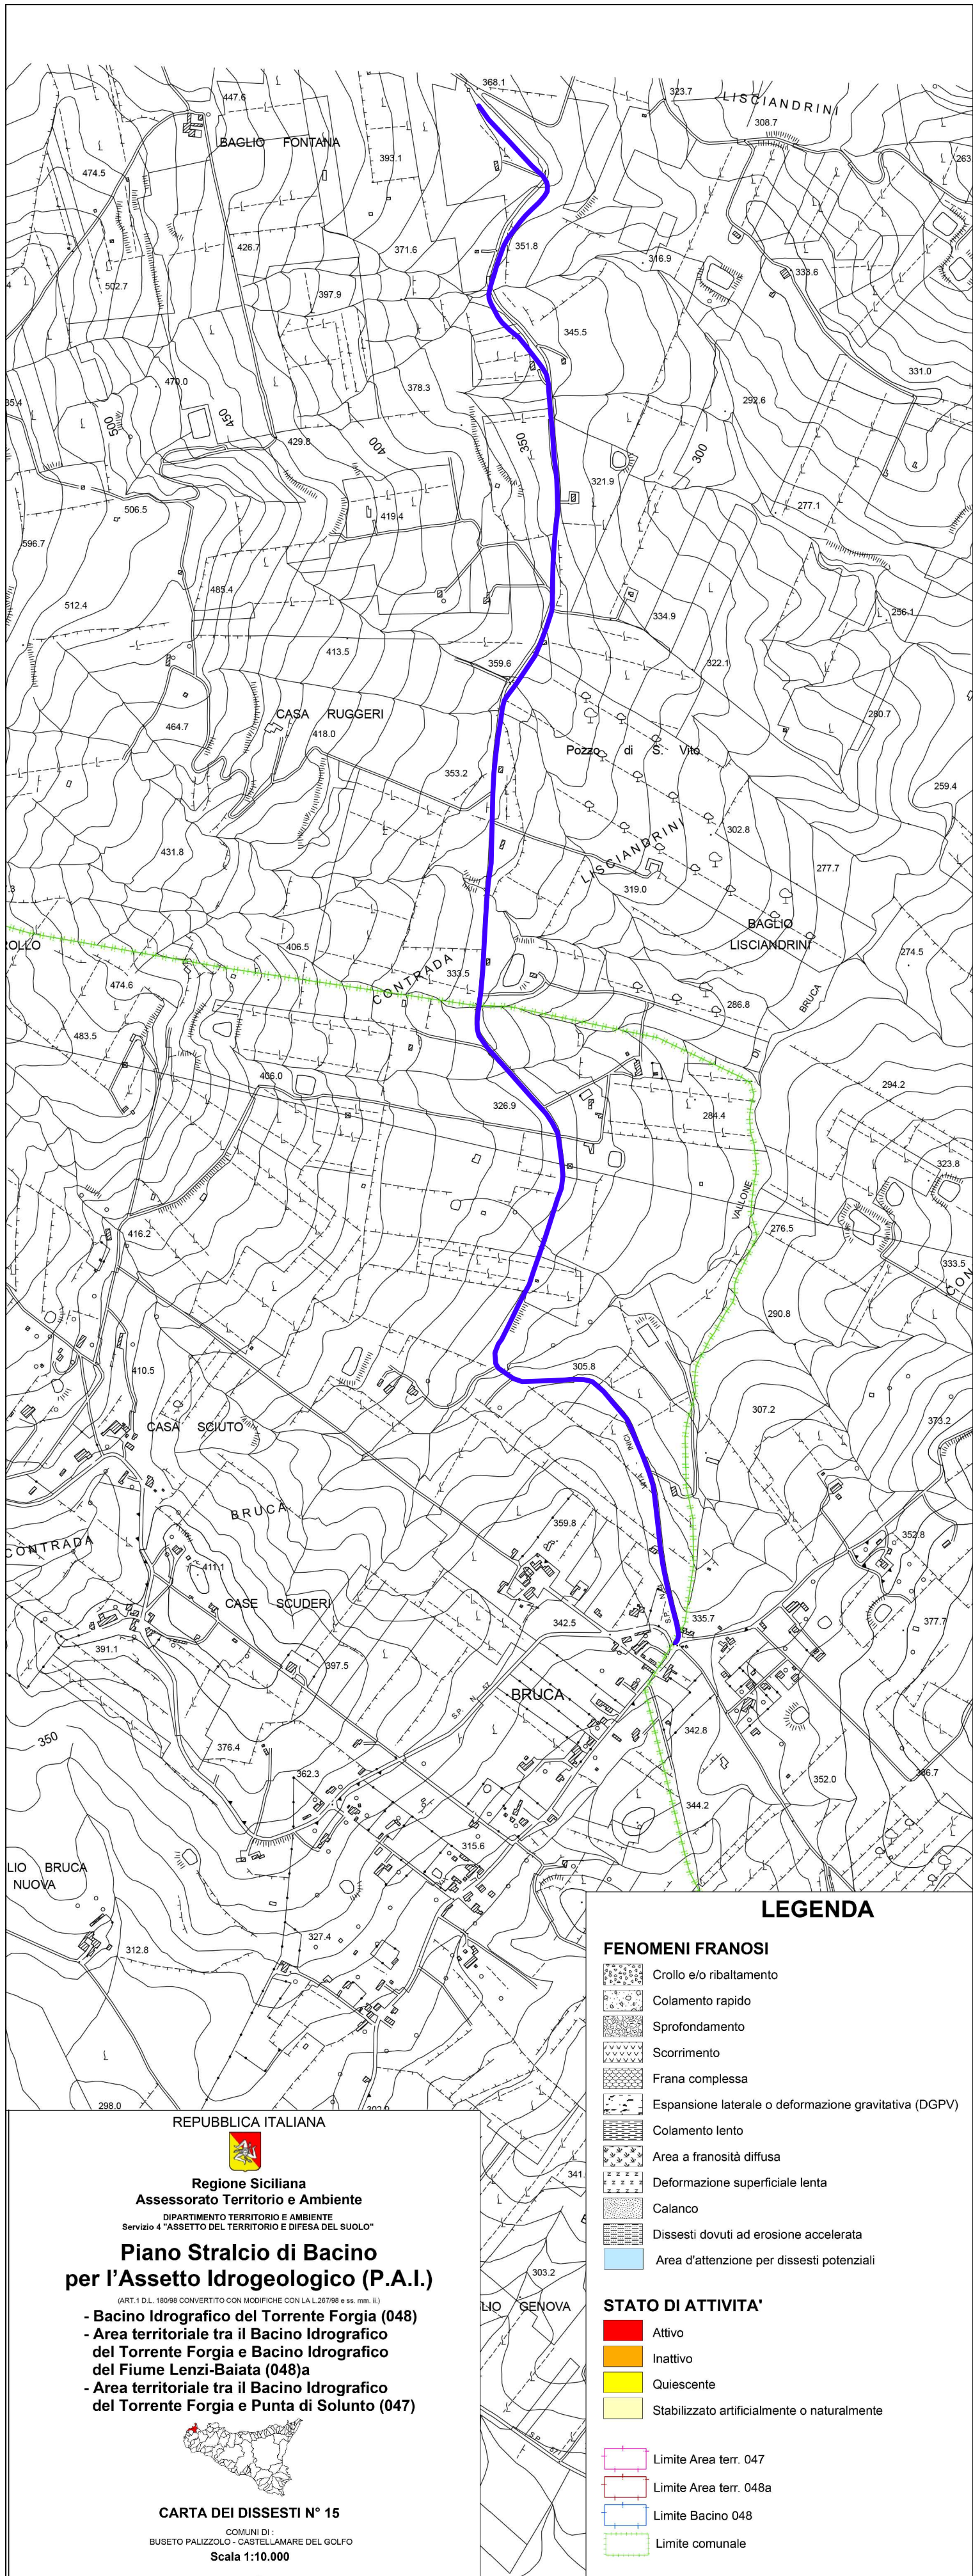 368.1
323.7
LISCIANDRINI
308.7
447.6
BAGLIO FONTANA
393.1
263
474.5
371.6
351.8
426.7
316.9
333.6
502.7
397.9
345.5
331.0
470.0
378.3
292.6
35.4
500
450
429.8
400
350
300
321.9
277.1
506.5
419.4
596.7
485.4
512.4
334.9
256.1
413.5
359.6
322.1
464.7
CASA RUGGERI
418.0
280.7
Pozzo di S. Vito
353.2
259.4
302.8
431.8
LISCIANDRINI
277.7
319.0
BAGLIO
LISCIANDRINI
OLLO
406.5
333.5
CONTRADA
274.5
474.6
286.8
BRUCA
DI
VALLONE
483.5
406.0
326.9
294.2
284.4
323.8
416.2
276.5
333.5
CON
290.8
305.8
410.5
307.2
373.2
CASA SCIUTO
INICI
VIA
BRUCA
CONTRADA
359.8
352.8
411.1
CASE SCUDERI
342.5
335.7
377.7
391.1
397.5
BRUCA
S.P. N. 57
342.8
350
376.4
362.3
352.0
344.2
315.6
LIO BRUCA
NUOVA
327.4
312.8
298.0
341.
303.2
LIO GENOVA
S.P. 57
REPUBBLICA ITALIANA
Regione Siciliana
Assessorato Territorio e Ambiente
DIPARTIMENTO TERRITORIO E AMBIENTE
Servizio 4 "ASSETTO DEL TERRITORIO E DIFESA DEL SUOLO"
Piano Stralcio di Bacino
per l'Assetto Idrogeologico (P.A.I.)
(ART.1 D.L. 180/98 CONVERTITO CON MODIFICHE CON LA L.267/98 e ss. mm. ii.)
- Bacino Idrografico del Torrente Forgia (048)
- Area territoriale tra il Bacino Idrografico
del Torrente Forgia e Bacino Idrografico
del Fiume Lenzi-Baiata (048)a
- Area territoriale tra il Bacino Idrografico
del Torrente Forgia e Punta di Solunto (047)
CARTA DEI DISSESTI N° 15
COMUNI DI :
BUSETO PALIZZOLO - CASTELLAMARE DEL GOLFO
Scala 1:10.000
LEGENDA
FENOMENI FRANOSI
Crollo e/o ribaltamento
Colamento rapido
Sprofondamento
Scorrimento
Frana complessa
Espansione laterale o deformazione gravitativa (DGPV)
Colamento lento
Area a franosità diffusa
Deformazione superficiale lenta
Calanco
Dissesti dovuti ad erosione accelerata
Area d'attenzione per dissesti potenziali
STATO DI ATTIVITA'
Attivo
Inattivo
Quiescente
Stabilizzato artificialmente o naturalmente
Limite Area terr. 047
Limite Area terr. 048a
Limite Bacino 048
Limite comunale